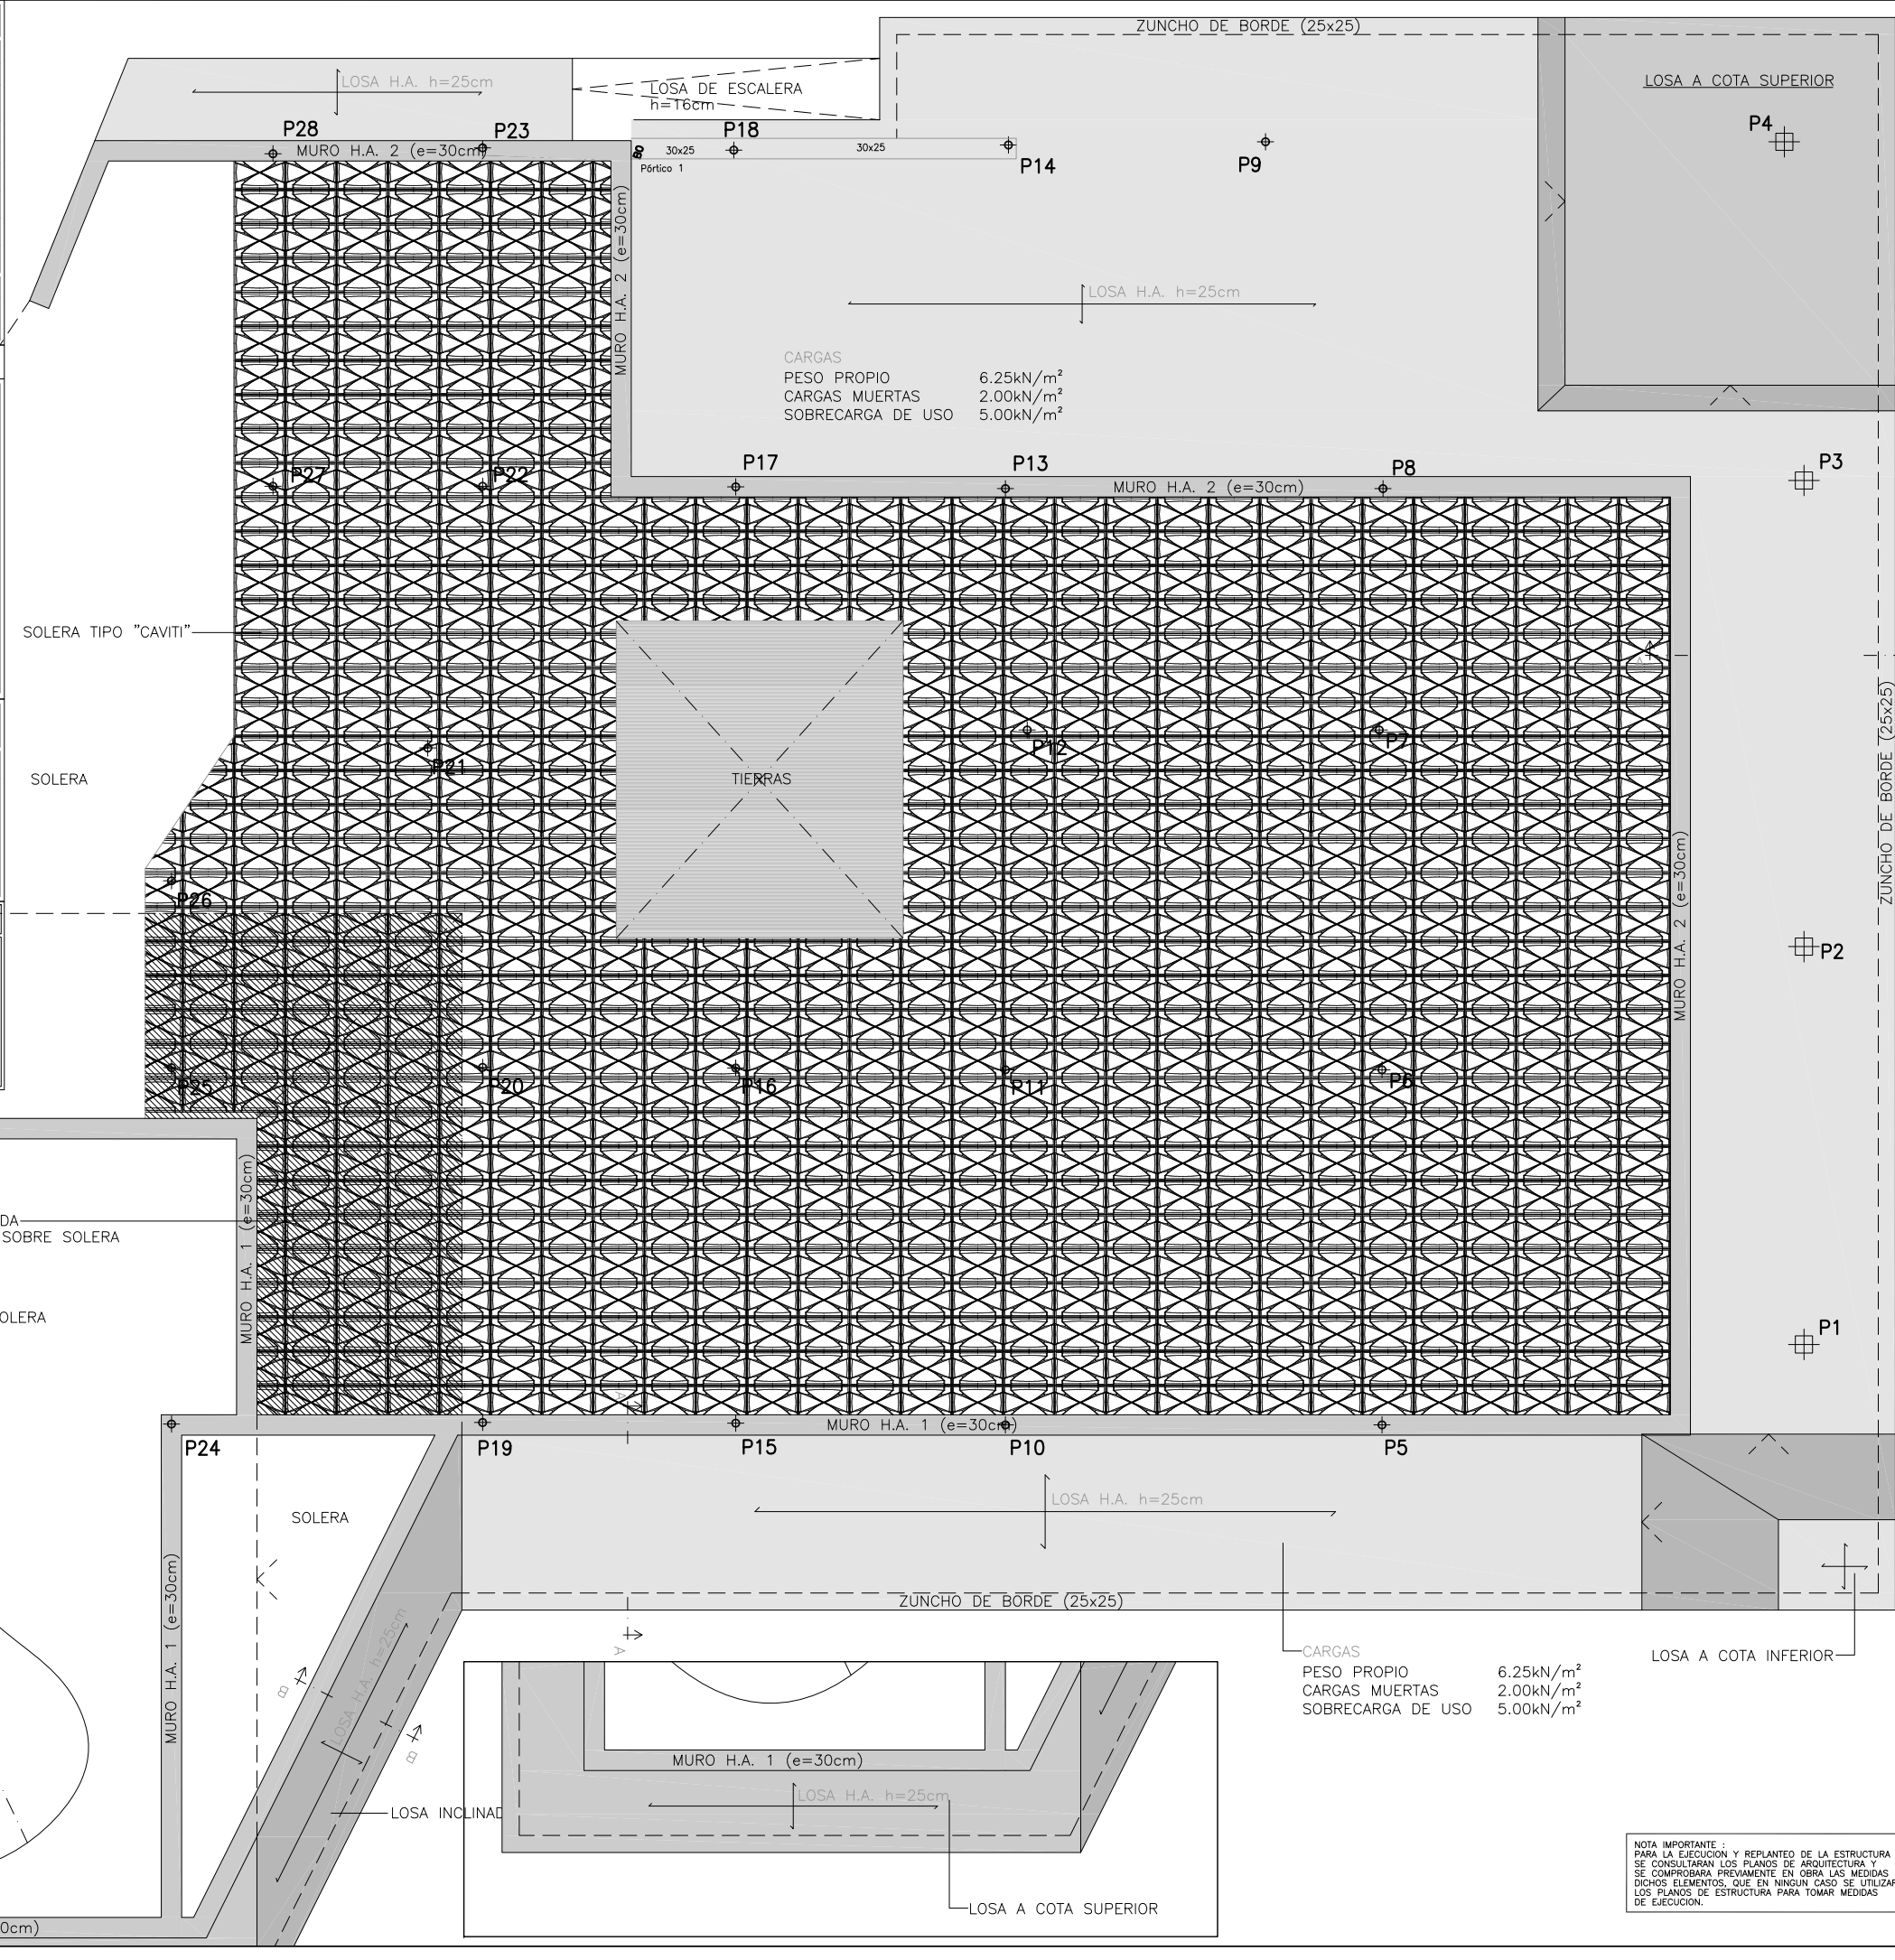 ZUNCHO DE BORDE (25x25)
LOSA H.A. h=25cm
LOSA DE ESCALERA
h=16cm
LOSA A COTA SUPERIOR
P4
P28
P23
P18
MURO H.A. 2 (e=30cm)
80
30x25
30x25
Pórtico 1
P14
P9
MURO H.A. 2 (e=30cm)
LOSA H.A. h=25cm
CARGAS
PESO PROPIO 6.25kN/m²
CARGAS MUERTAS 2.00kN/m²
SOBRECARGA DE USO 5.00kN/m²
P17
P13
P8
P3
P27
P22
MURO H.A. 2 (e=30cm)
SOLERA TIPO "CAVITI"
A
ZUNCHO DE BORDE (25x25)
P12
P7
P21
SOLERA
TIERRAS
MURO H.A. 2 (e=30cm)
P26
P2
P25
P20
P16
P11
P6
MURO H.A. 1 (e=30cm)
DA
SOBRE SOLERA
OLERA
P1
A
MURO H.A. 1 (e=30cm)
P24
P19
P15
P10
P5
LOSA H.A. h=25cm
SOLERA
MURO H.A. 1 (e=30cm)
ZUNCHO DE BORDE (25x25)
LOSA H.A. h=25cm
A
B
B
CARGAS
PESO PROPIO 6.25kN/m²
CARGAS MUERTAS 2.00kN/m²
SOBRECARGA DE USO 5.00kN/m²
LOSA A COTA INFERIOR
MURO H.A. 1 (e=30cm)
LOSA H.A. h=25cm
LOSA INCLINAD
LOSA A COTA SUPERIOR
0cm)
NOTA IMPORTANTE :
PARA LA EJECUCION Y REPLANTEO DE LA ESTRUCTURA
SE CONSULTARAN LOS PLANOS DE ARQUITECTURA Y
SE COMPROBARA PREVIAMENTE EN OBRA LAS MEDIDAS
DICHOS ELEMENTOS, QUE EN NINGUN CASO SE UTILIZAR
LOS PLANOS DE ESTRUCTURA PARA TOMAR MEDIDAS
DE EJECUCION.